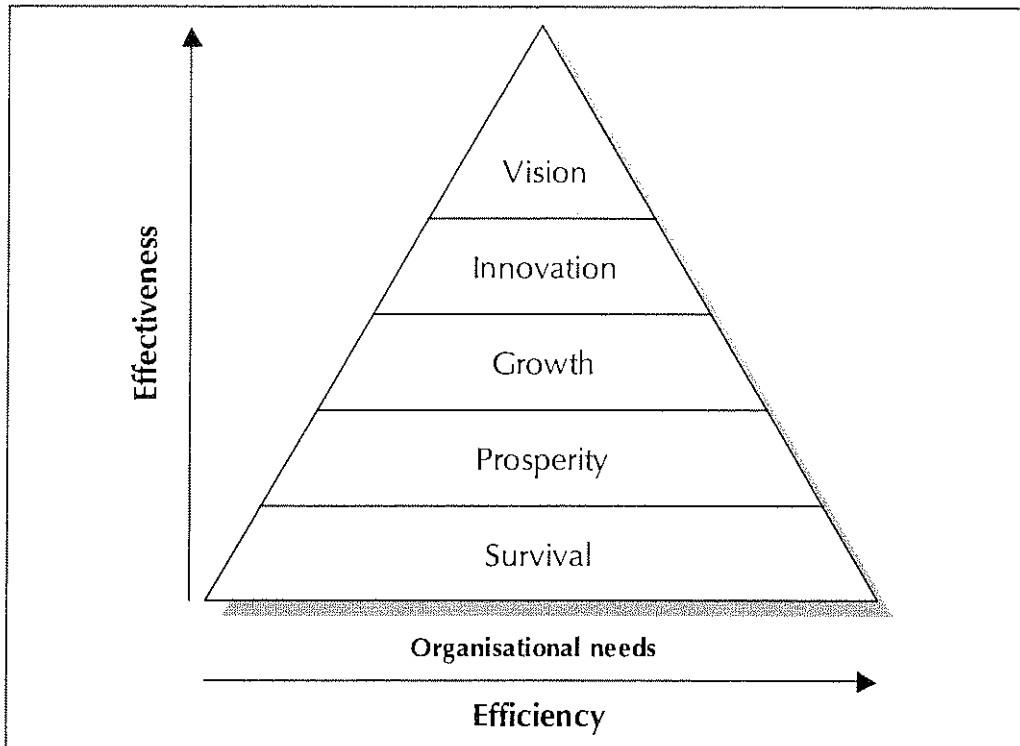 Effectiveness
Vision
Innovation
Growth
Prosperity
Survival
Organisational needs
Efficiency